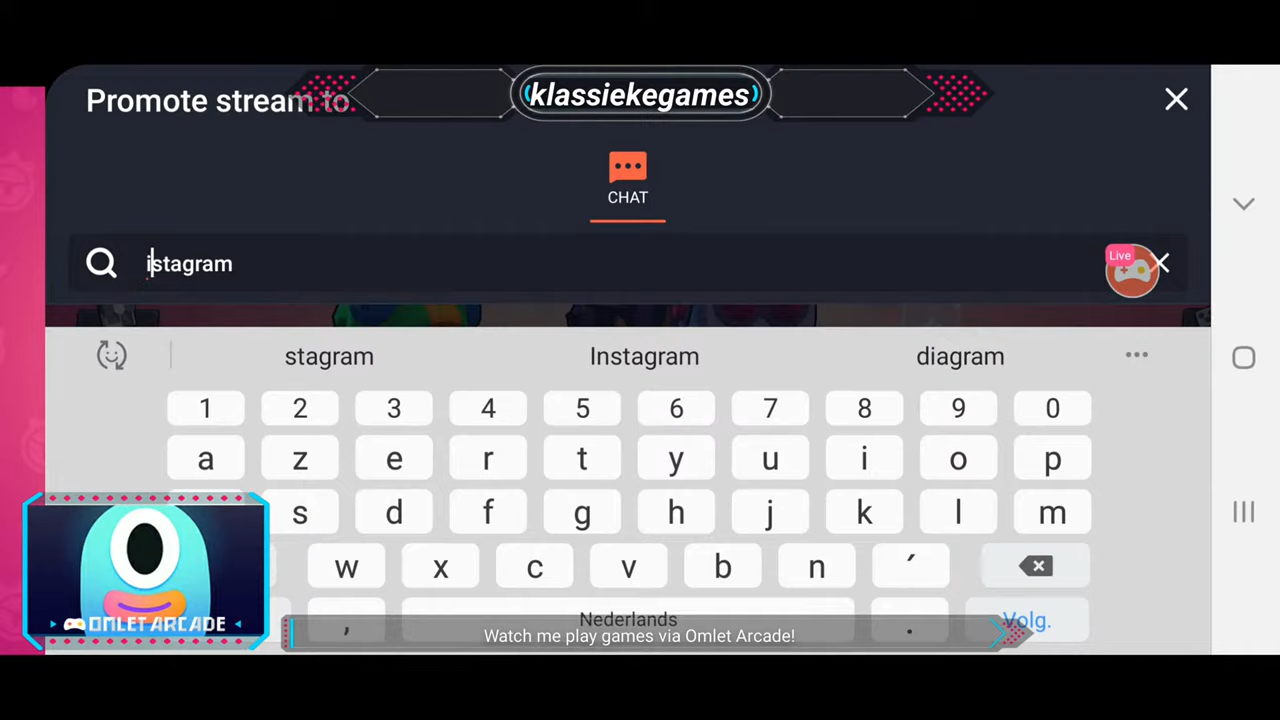 Promote stream to
klassiekegames
CHAT
istagram
Live
stagram Instagram diagram
1 2 3 4 5 6 7 8 9 0
a z e r t y u i o p
s d f g h j k l m
w x c v b n ´
, Nederlands . Volg.
OMLET ARCADE
Watch me play games via Omlet Arcade!